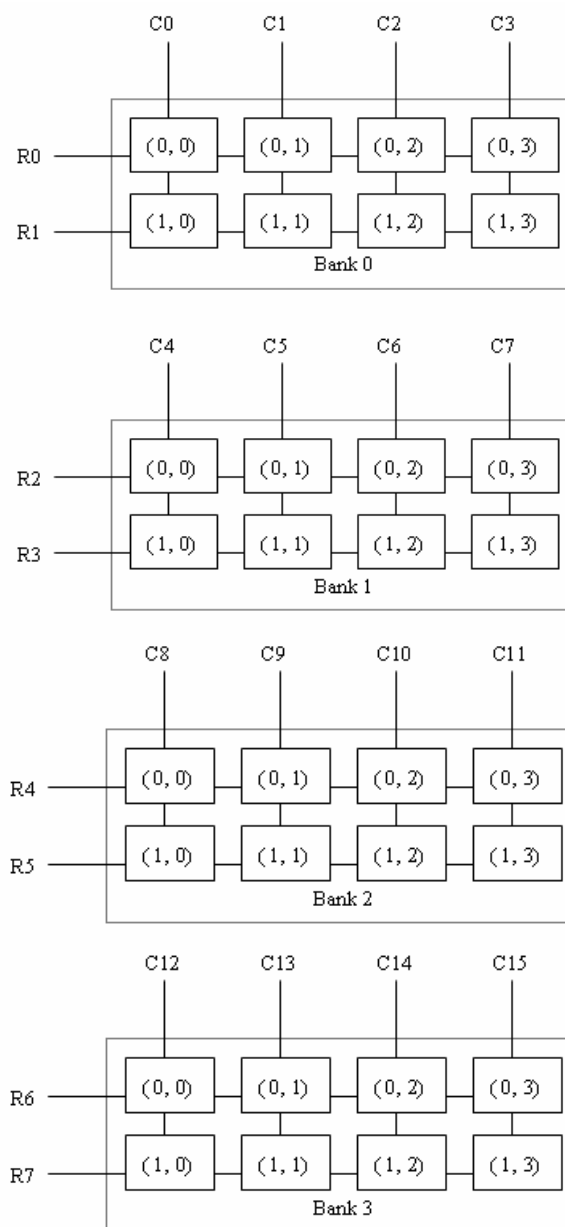 C0 C1 C2 C3
R0 (0, 0) (0, 1) (0, 2) (0, 3)
R1 (1, 0) (1, 1) (1, 2) (1, 3)
Bank 0
C4 C5 C6 C7
R2 (0, 0) (0, 1) (0, 2) (0, 3)
R3 (1, 0) (1, 1) (1, 2) (1, 3)
Bank 1
C8 C9 C10 C11
R4 (0, 0) (0, 1) (0, 2) (0, 3)
R5 (1, 0) (1, 1) (1, 2) (1, 3)
Bank 2
C12 C13 C14 C15
R6 (0, 0) (0, 1) (0, 2) (0, 3)
R7 (1, 0) (1, 1) (1, 2) (1, 3)
Bank 3